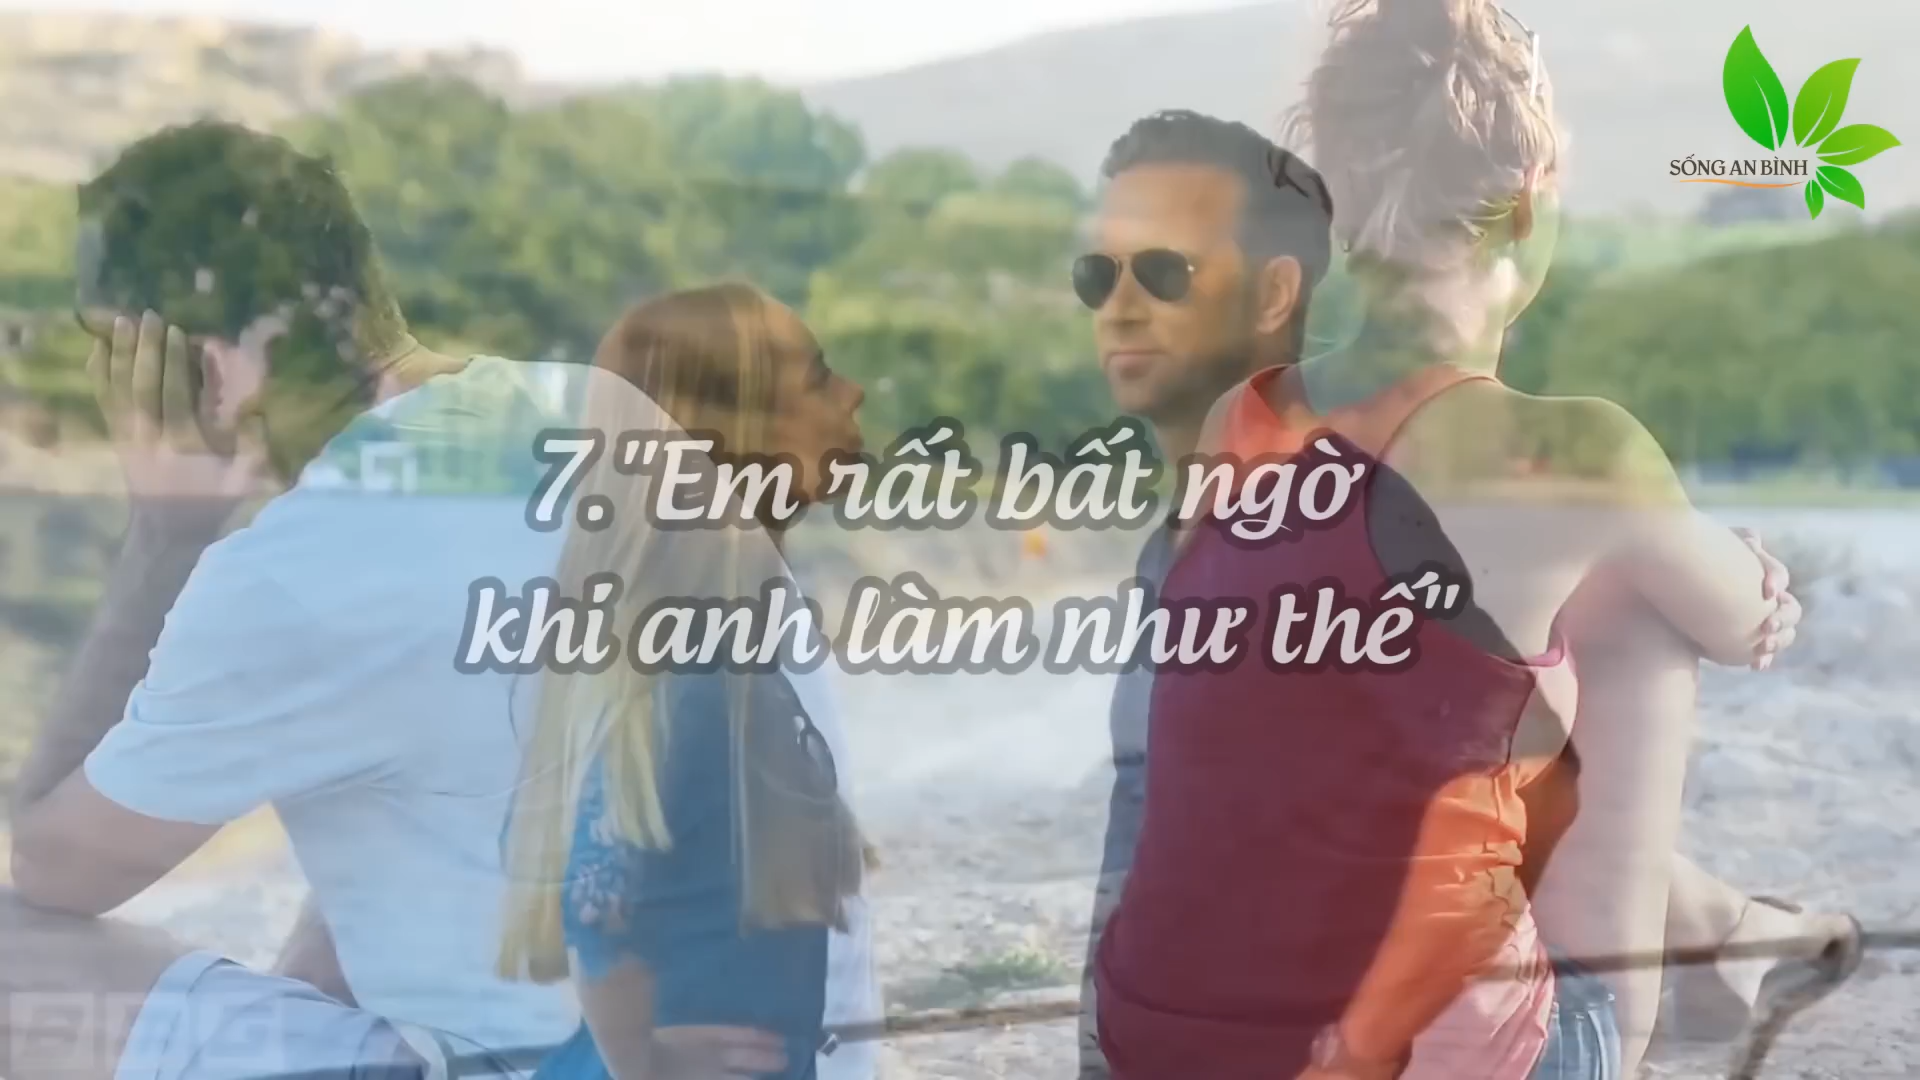 SỐNG AN BÌNH
7."Em rất bất ngờ
khi anh làm như thế"